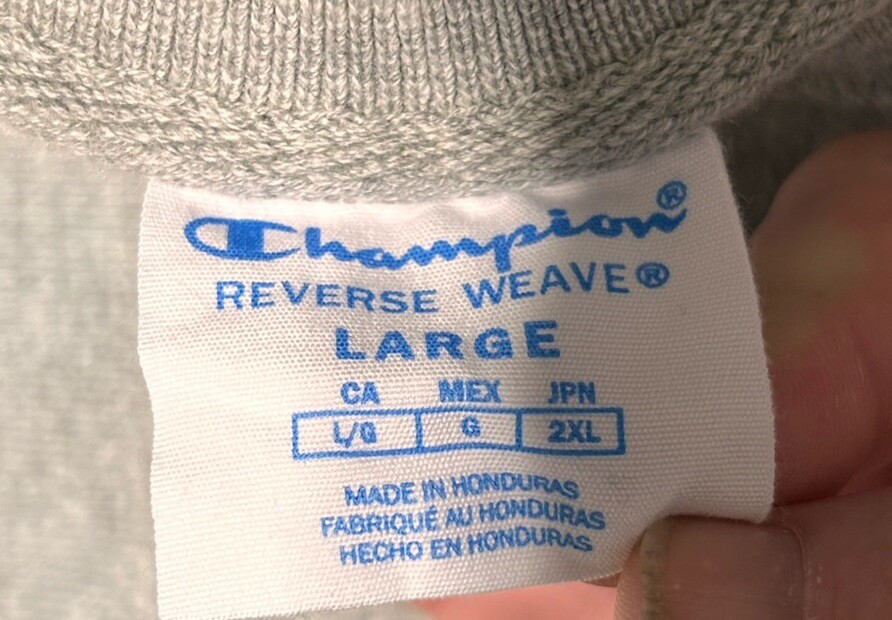 Champion®
REVERSE WEAVE®
LARGE
CA MEX JPN
L/G G 2XL
MADE IN HONDURAS
FABRIQUÉ AU HONDURAS
HECHO EN HONDURAS